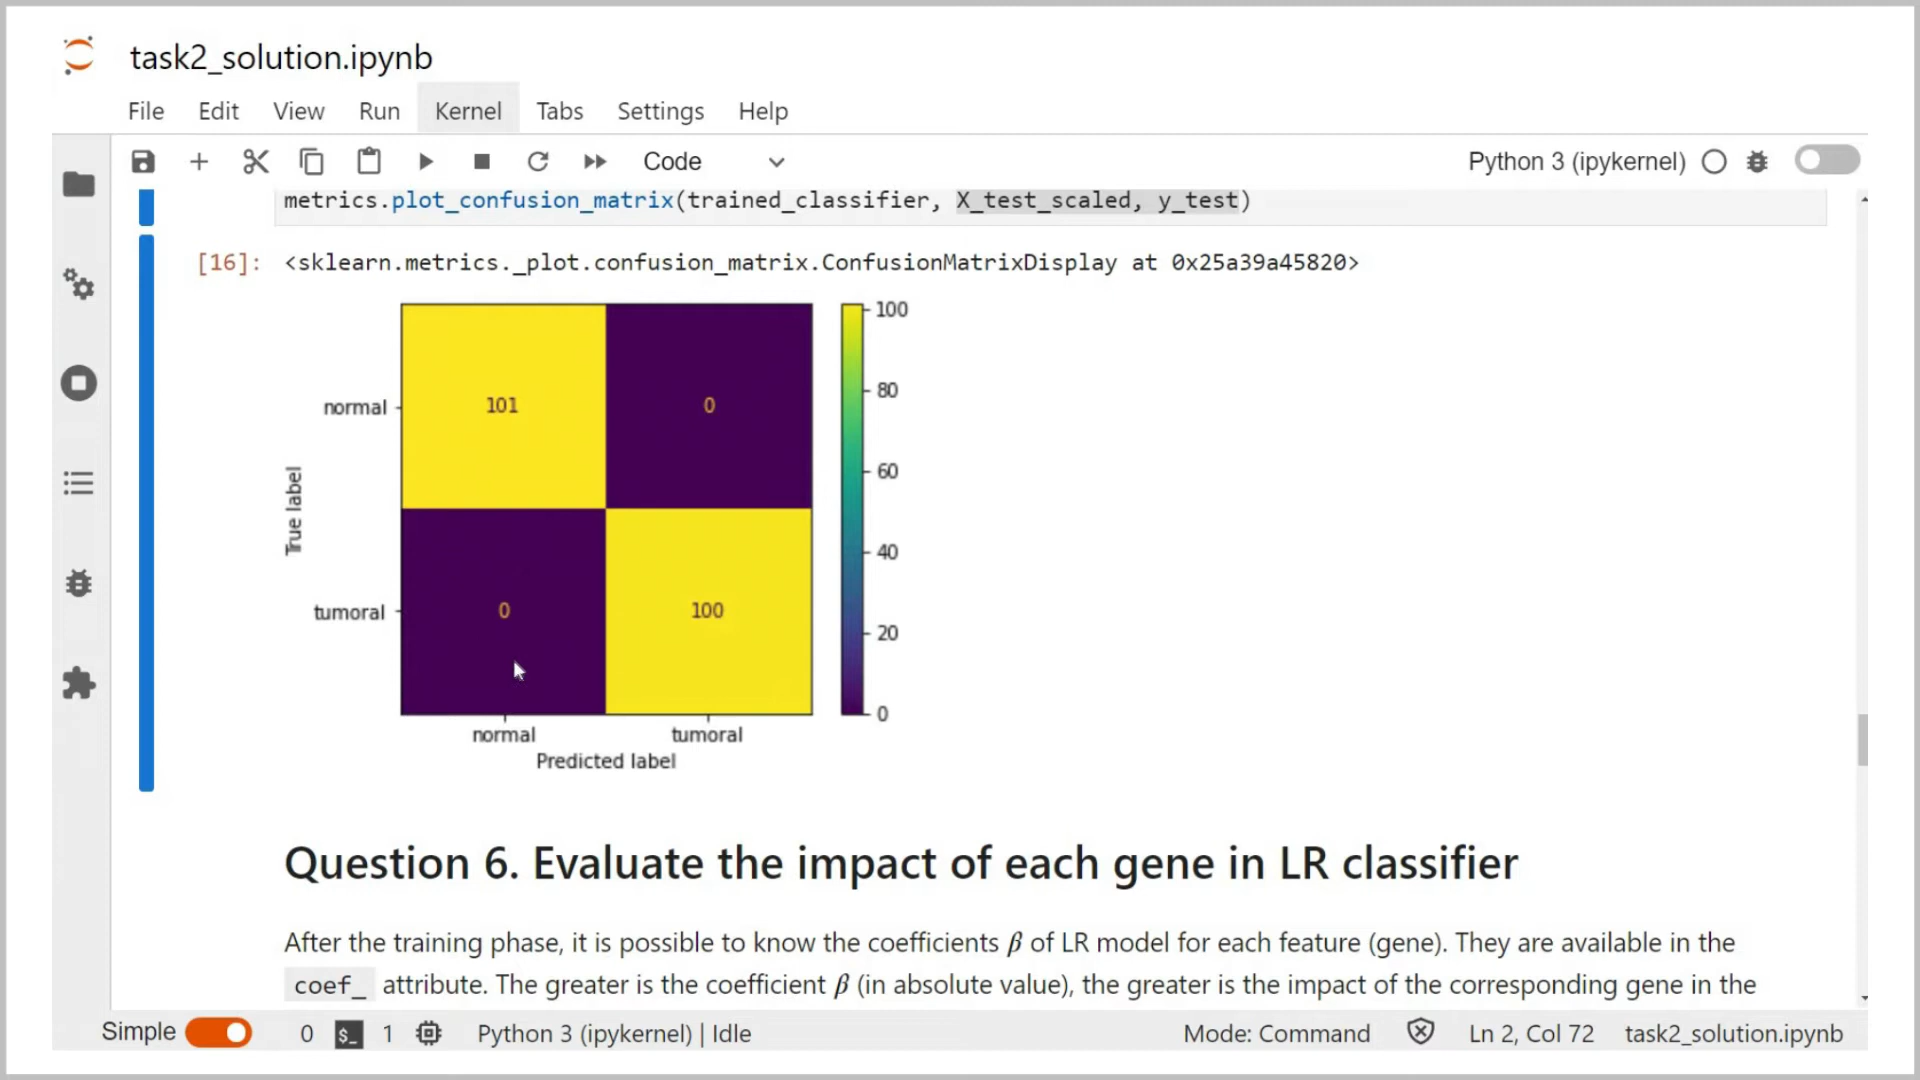 task2_solution.ipynb
File Edit View Run Kernel Tabs Settings Help
Code
Python 3 (ipykernel)
metrics.plot_confusion_matrix(trained_classifier, X_test_scaled, y_test)
[16]: <sklearn.metrics._plot.confusion_matrix.ConfusionMatrixDisplay at 0x25a39a45820>
100
80
60
40
20
0
True label
normal 101 0
tumoral 0 100
normal tumoral
Predicted label
Question 6. Evaluate the impact of each gene in LR classifier
After the training phase, it is possible to know the coefficients β of LR model for each feature (gene). They are available in the
coef_ attribute. The greater is the coefficient β (in absolute value), the greater is the impact of the corresponding gene in the
Simple 0 $_ 1 Python 3 (ipykernel) | Idle Mode: Command Ln 2, Col 72 task2_solution.ipynb